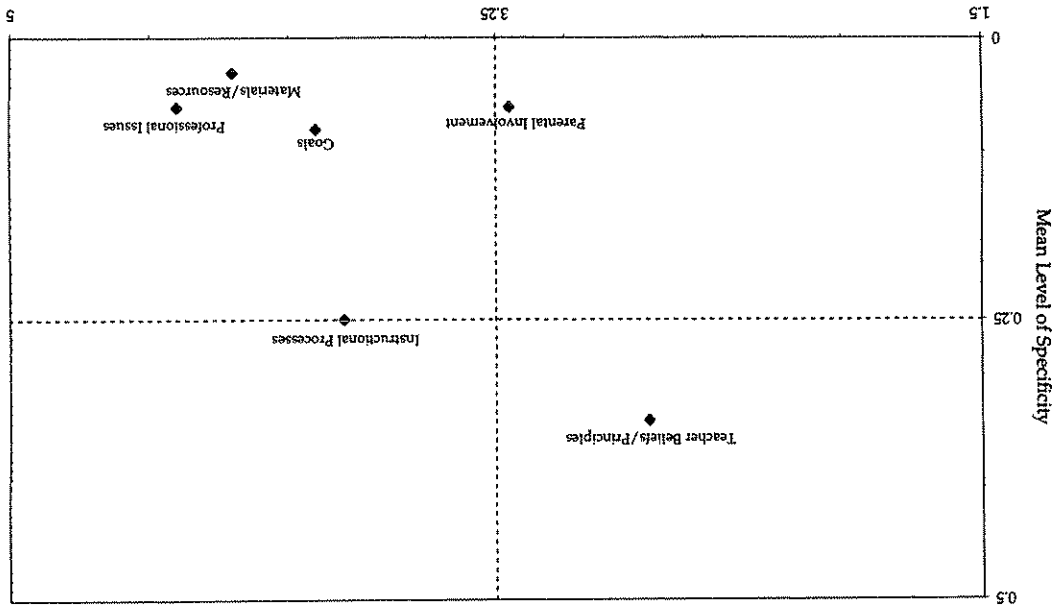 0.5
Teacher Beliefs/Principles
Mean Level of Specificity
0.25
Instructional Processes
Goals
Parental Involvement
Professional Issues
Materials/Resources
0
1.5
3.25
5